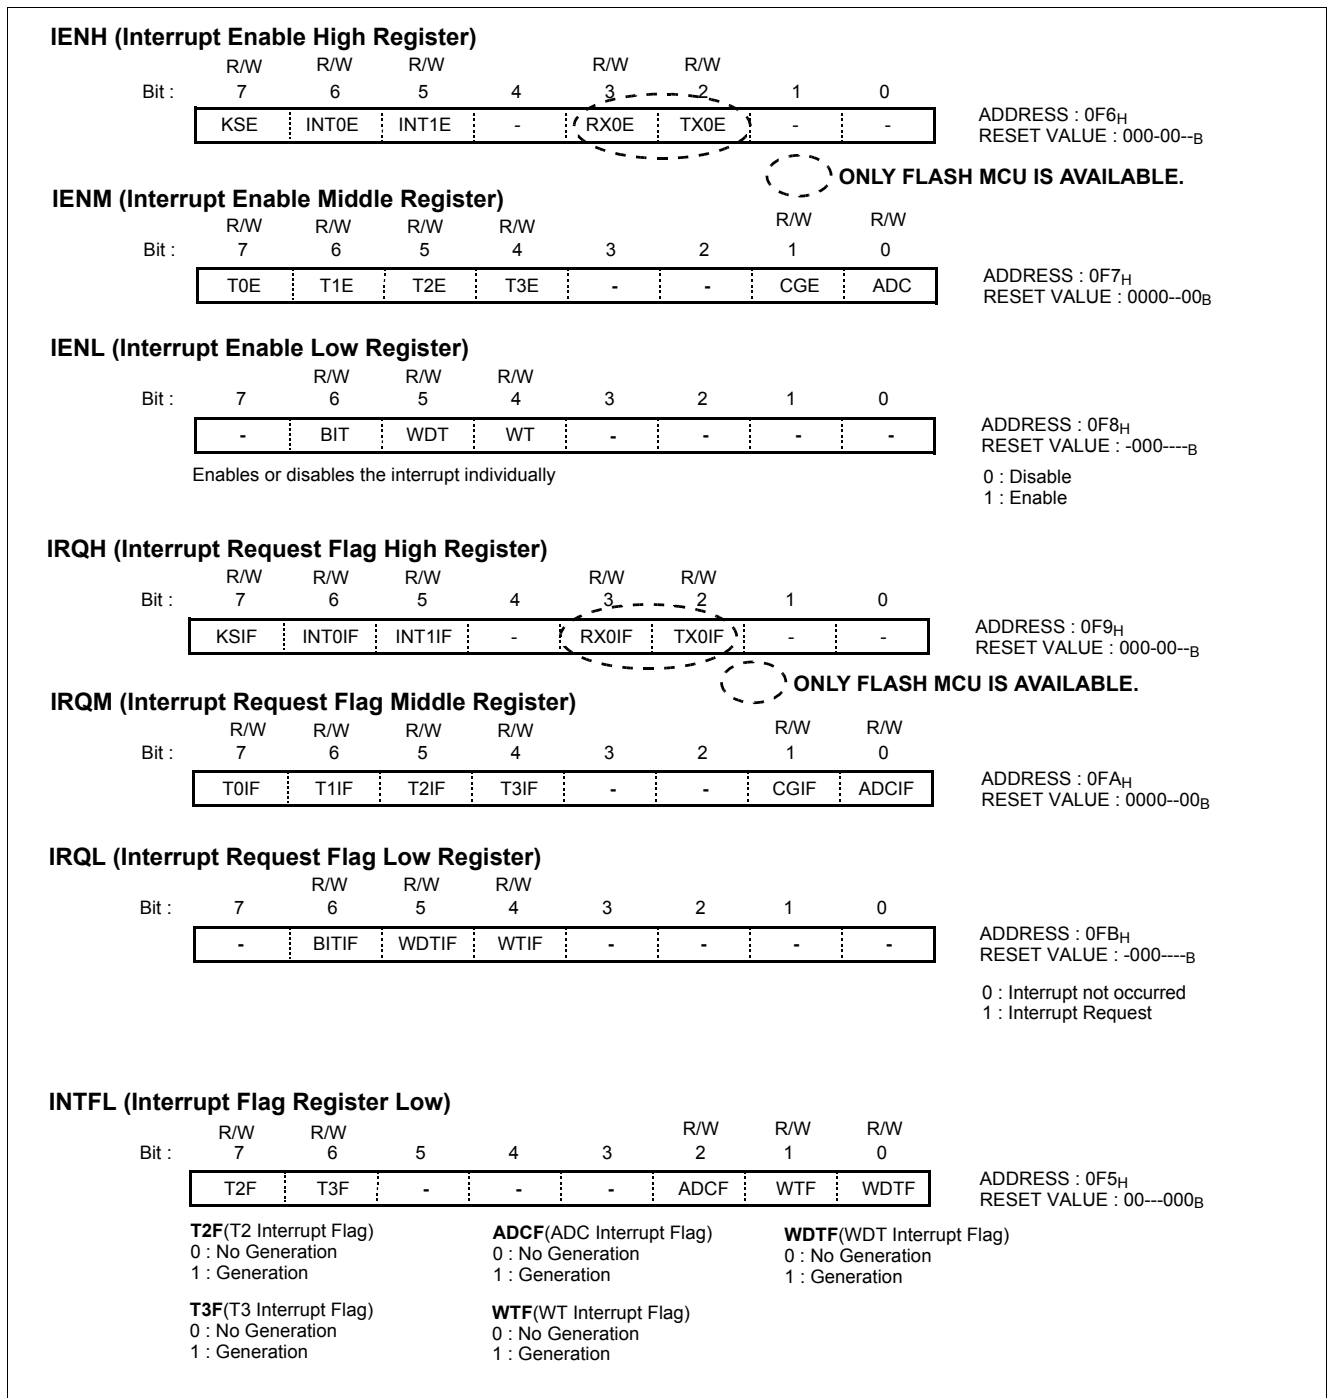 IENH (Interrupt Enable High Register)
R/W R/W R/W R/W R/W
Bit : 7 6 5 4 3 2 1 0
KSE INT0E INT1E - RX0E TX0E - -
ADDRESS : 0F6H
RESET VALUE : 000-00--B
ONLY FLASH MCU IS AVAILABLE.
IENM (Interrupt Enable Middle Register)
R/W R/W R/W R/W R/W R/W
Bit : 7 6 5 4 3 2 1 0
T0E T1E T2E T3E - - CGE ADC
ADDRESS : 0F7H
RESET VALUE : 0000--00B
IENL (Interrupt Enable Low Register)
R/W R/W R/W
Bit : 7 6 5 4 3 2 1 0
- BIT WDT WT - - - -
ADDRESS : 0F8H
RESET VALUE : -000----B
Enables or disables the interrupt individually
0 : Disable
1 : Enable
IRQH (Interrupt Request Flag High Register)
R/W R/W R/W R/W R/W
Bit : 7 6 5 4 3 2 1 0
KSIF INT0IF INT1IF - RX0IF TX0IF - -
ADDRESS : 0F9H
RESET VALUE : 000-00--B
ONLY FLASH MCU IS AVAILABLE.
IRQM (Interrupt Request Flag Middle Register)
R/W R/W R/W R/W R/W R/W
Bit : 7 6 5 4 3 2 1 0
T0IF T1IF T2IF T3IF - - CGIF ADCIF
ADDRESS : 0FAH
RESET VALUE : 0000--00B
IRQL (Interrupt Request Flag Low Register)
R/W R/W R/W
Bit : 7 6 5 4 3 2 1 0
- BITIF WDTIF WTIF - - - -
ADDRESS : 0FBH
RESET VALUE : -000----B
0 : Interrupt not occurred
1 : Interrupt Request
INTFL (Interrupt Flag Register Low)
R/W R/W R/W R/W R/W
Bit : 7 6 5 4 3 2 1 0
T2F T3F - - - ADCF WTF WDTF
ADDRESS : 0F5H
RESET VALUE : 00---000B
T2F(T2 Interrupt Flag)
0 : No Generation
1 : Generation
ADCF(ADC Interrupt Flag)
0 : No Generation
1 : Generation
WDTF(WDT Interrupt Flag)
0 : No Generation
1 : Generation
T3F(T3 Interrupt Flag)
0 : No Generation
1 : Generation
WTF(WT Interrupt Flag)
0 : No Generation
1 : Generation